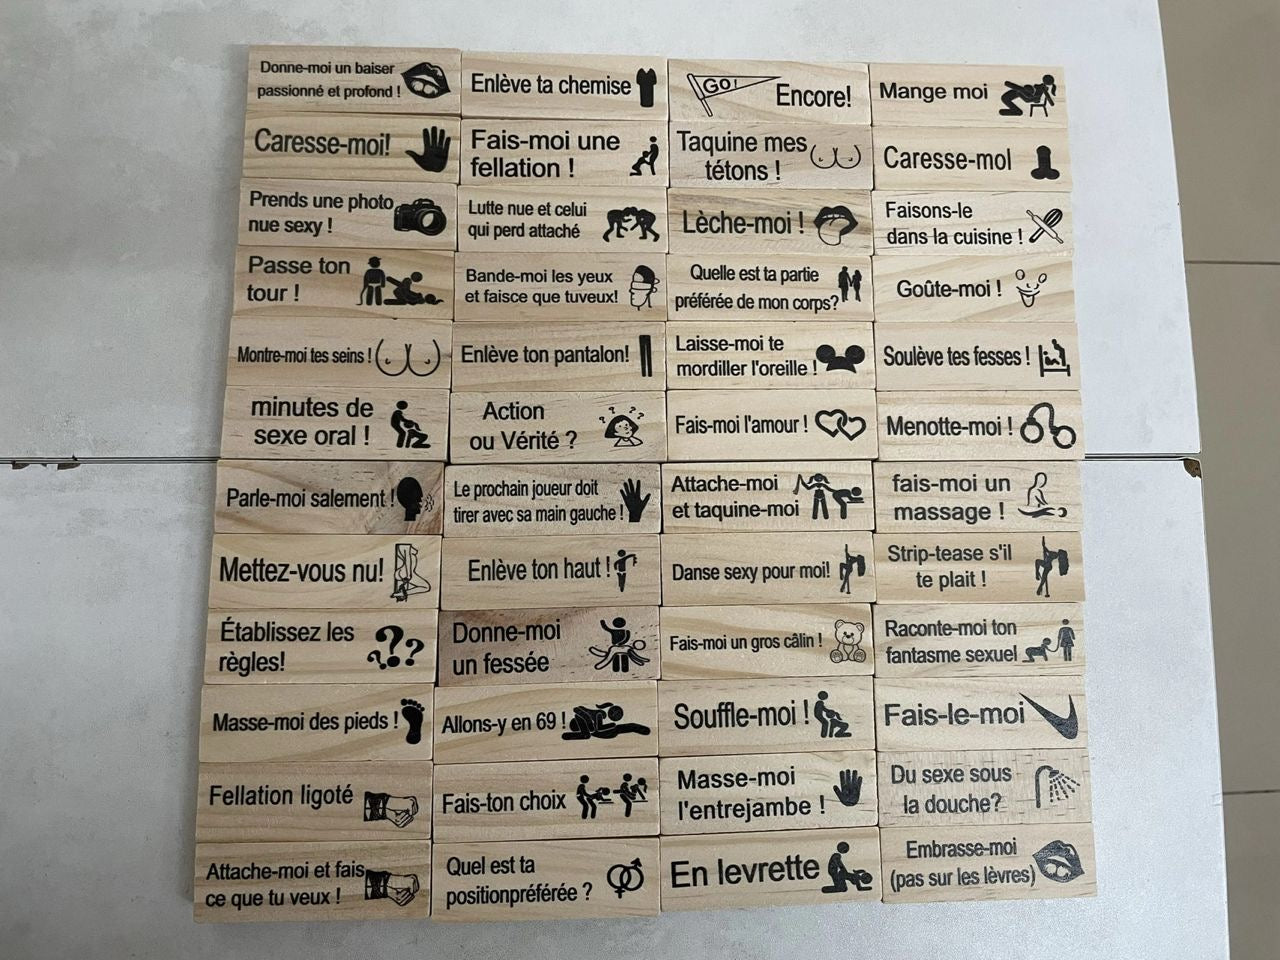 Donne-moi un baiser
passionné et profond !
Enlève ta chemise
GO!
Encore!
Mange moi
Caresse-moi!
Fais-moi une
fellation !
Taquine mes
tétons !
Caresse-mol
Prends une photo
nue sexy !
Lutte nue et celui
qui perd attaché
Lèche-moi !
Faisons-le
dans la cuisine !
Passe ton
tour !
Bande-moi les yeux
et faisce que tuveux!
Quelle est ta partie
préférée de mon corps?
Goûte-moi !
Montre-moi tes seins !
Enlève ton pantalon!
Laisse-moi te
mordiller l'oreille !
Soulève tes fesses !
minutes de
sexe oral !
Action
ou Vérité ?
Fais-moi l'amour !
Menotte-moi !
Parle-moi salement !
Le prochain joueur doit
tirer avec sa main gauche !
Attache-moi
et taquine-moi
fais-moi un
massage !
Mettez-vous nu!
Enlève ton haut !
Danse sexy pour moi!
Strip-tease s'il
te plait !
Établissez les
règles!
Donne-moi
un fessée
Fais-moi un gros câlin !
Raconte-moi ton
fantasme sexuel
Masse-moi des pieds !
Allons-y en 69 !
Souffle-moi !
Fais-le-moi
Fellation ligoté
Fais-ton choix
Masse-moi
l'entrejambe !
Du sexe sous
la douche?
Attache-moi et fais
ce que tu veux !
Quel est ta
positionpréférée ?
En levrette
Embrasse-moi
(pas sur les lèvres)